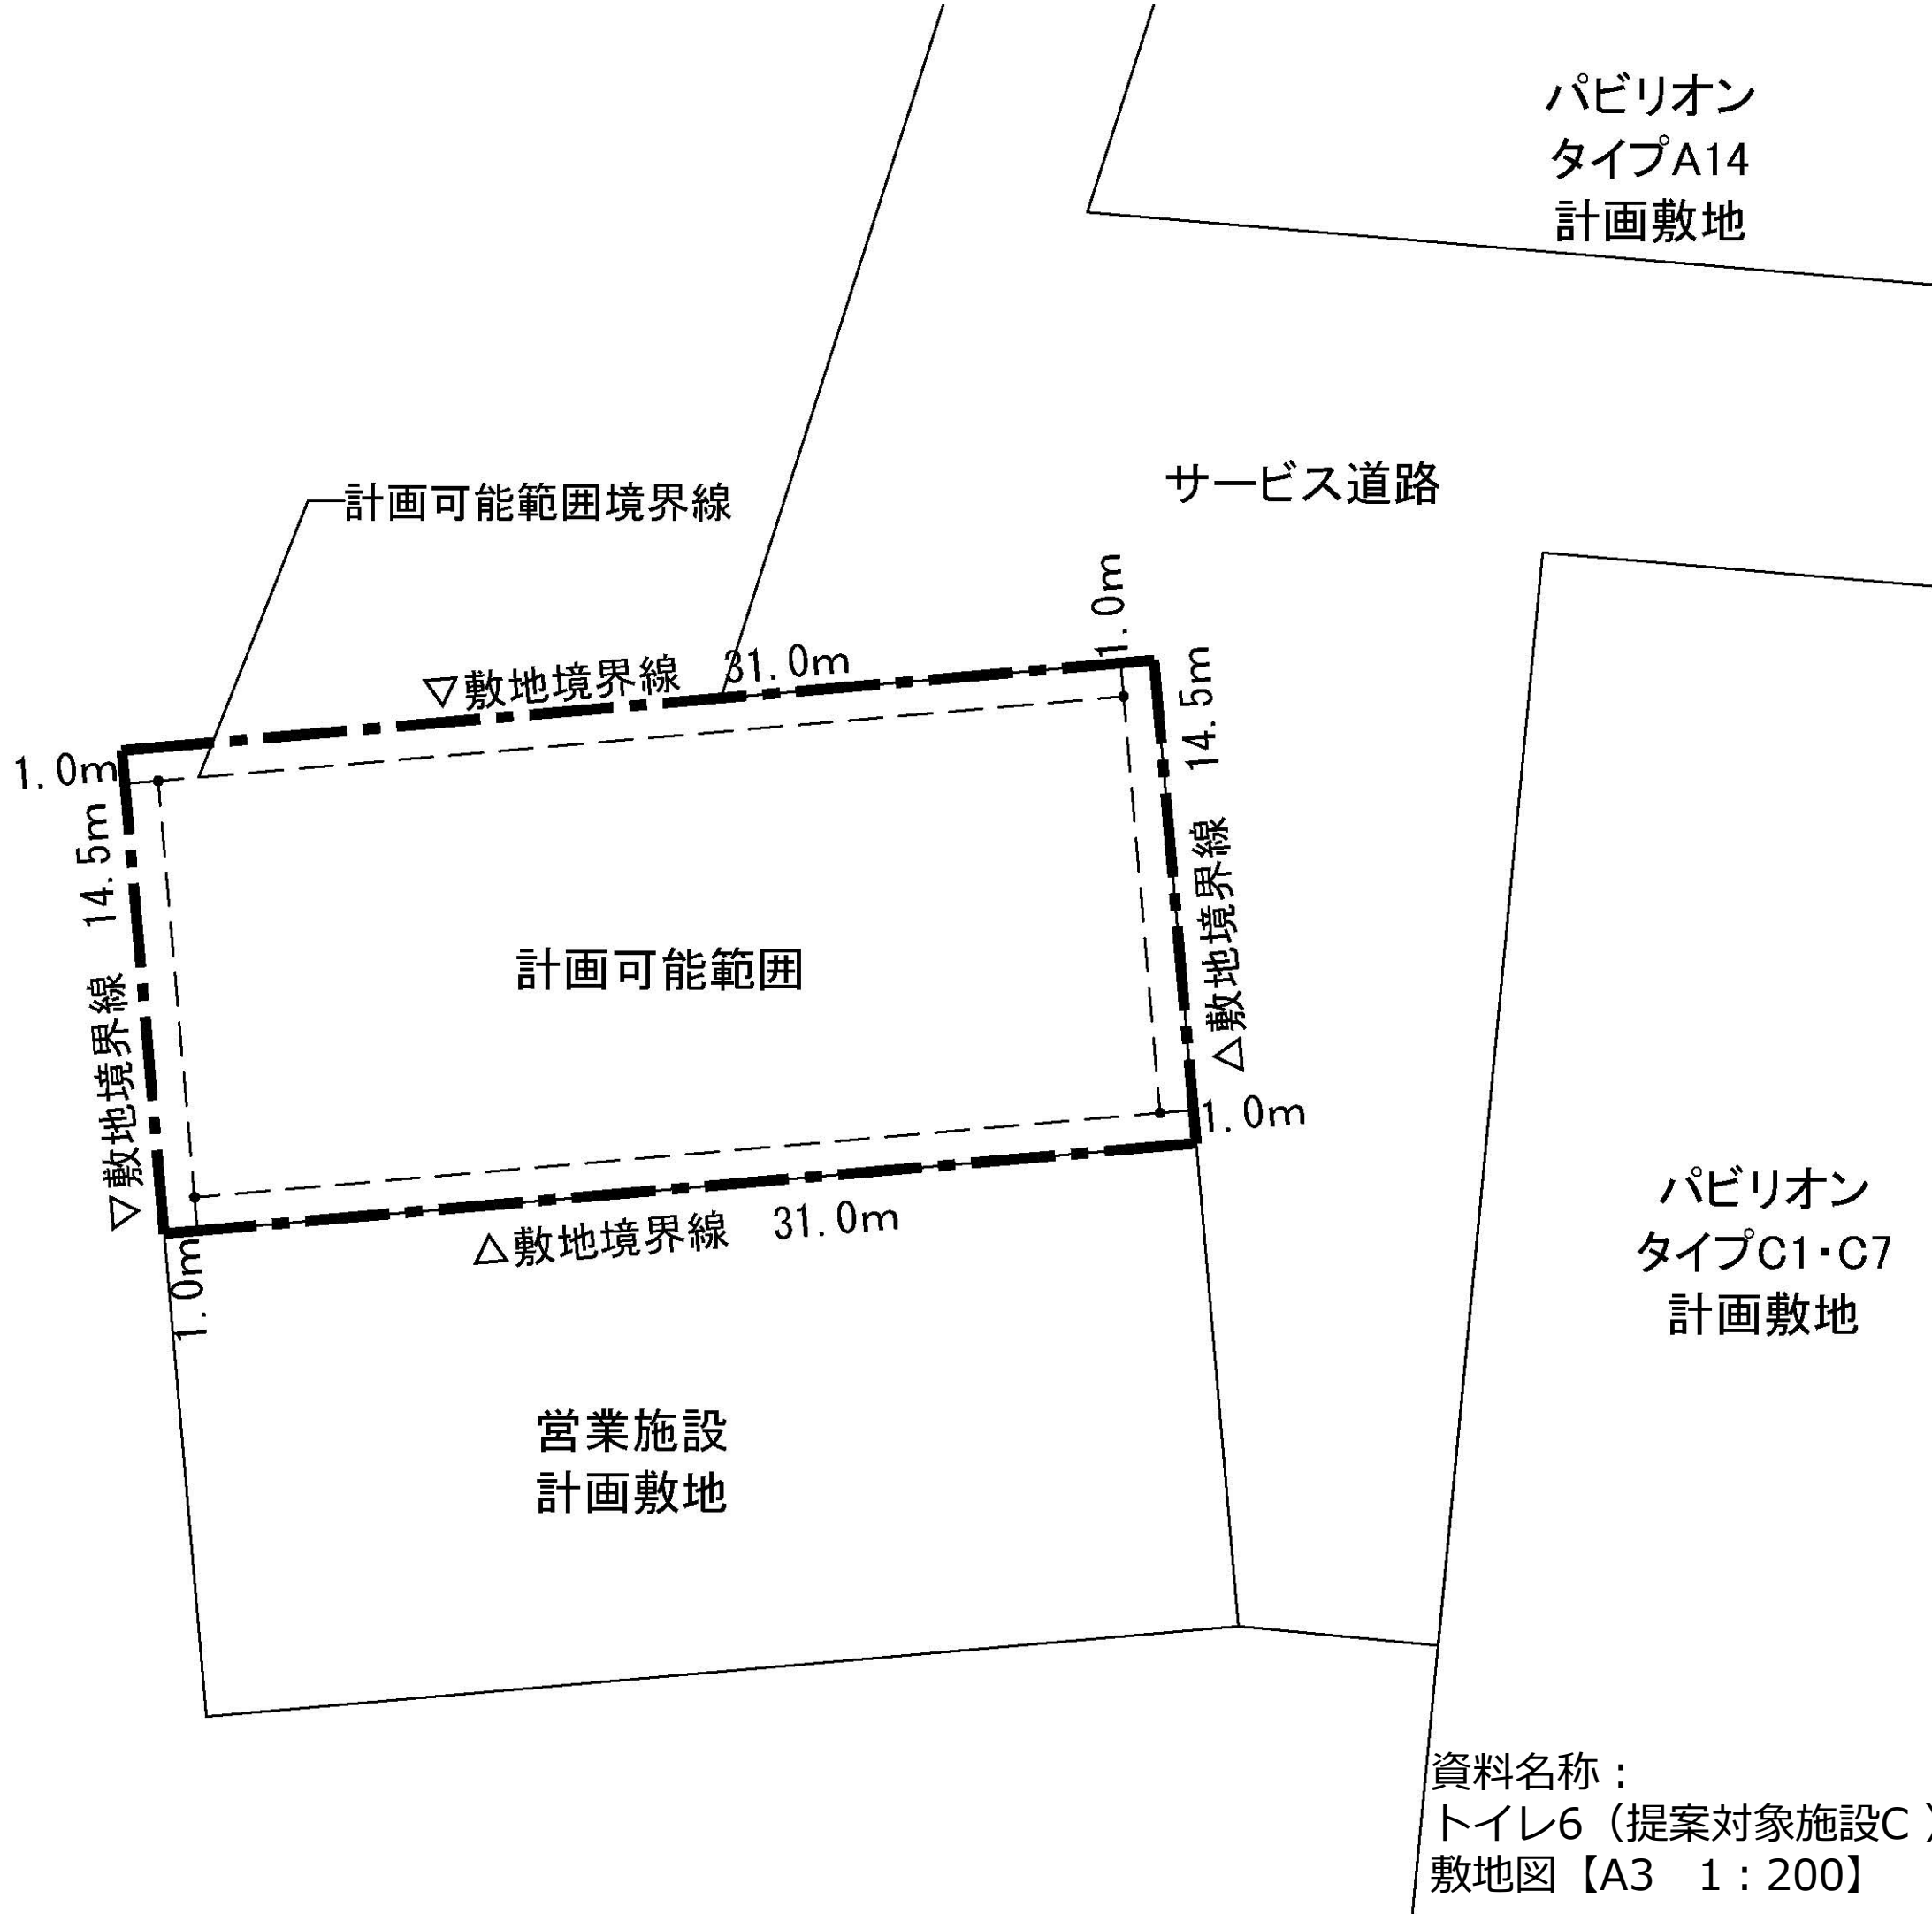 パビリオン
タイプA14
計画敷地
サービス道路
計画可能範囲境界線
1.0m
▽敷地境界線　31.0m
14.5m
1.0m
▽敷地境界線　14.5m
計画可能範囲
△敷地境界線
1.0m
△敷地境界線　31.0m
1.0m
パビリオン
タイプC1・C7
計画敷地
営業施設
計画敷地
資料名称：
トイレ6（提案対象施設C）
敷地図【A3　1：200】